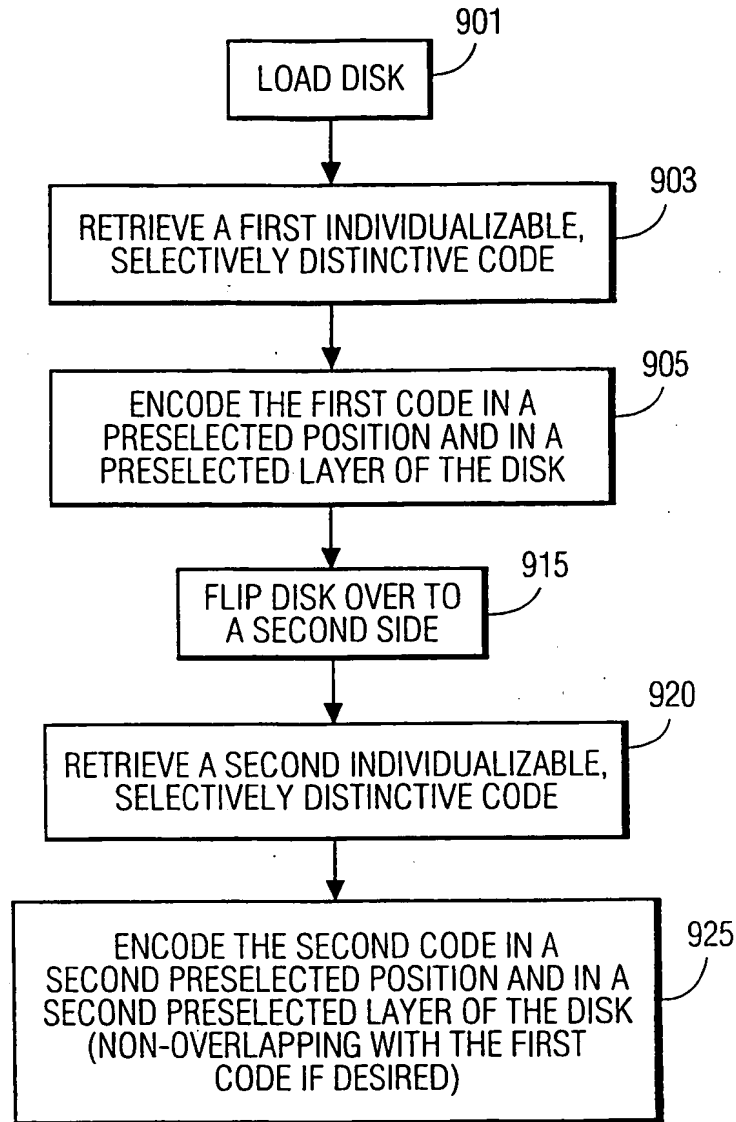 901
LOAD DISK
903
RETRIEVE A FIRST INDIVIDUALIZABLE,
SELECTIVELY DISTINCTIVE CODE
905
ENCODE THE FIRST CODE IN A
PRESELECTED POSITION AND IN A
PRESELECTED LAYER OF THE DISK
915
FLIP DISK OVER TO
A SECOND SIDE
920
RETRIEVE A SECOND INDIVIDUALIZABLE,
SELECTIVELY DISTINCTIVE CODE
925
ENCODE THE SECOND CODE IN A
SECOND PRESELECTED POSITION AND IN A
SECOND PRESELECTED LAYER OF THE DISK
(NON-OVERLAPPING WITH THE FIRST
CODE IF DESIRED)